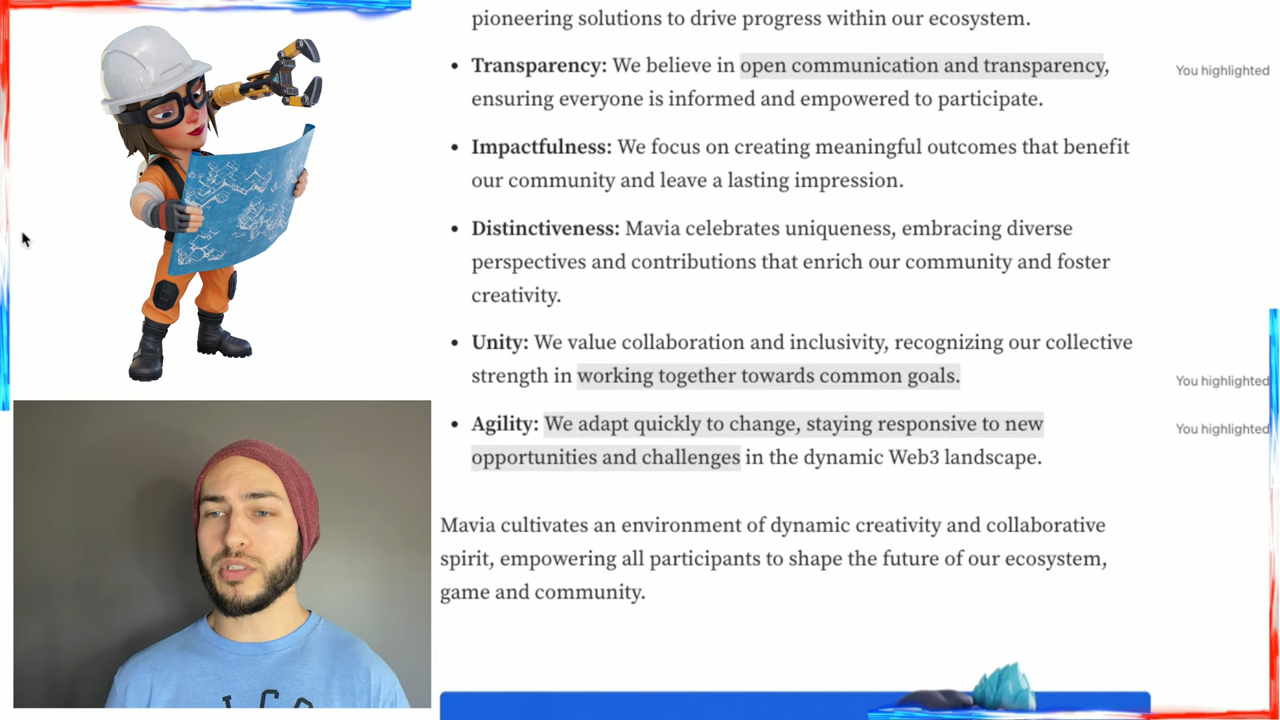 pioneering solutions to drive progress within our ecosystem.
• Transparency: We believe in open communication and transparency,
ensuring everyone is informed and empowered to participate.
You highlighted
• Impactfulness: We focus on creating meaningful outcomes that benefit
our community and leave a lasting impression.
• Distinctiveness: Mavia celebrates uniqueness, embracing diverse
perspectives and contributions that enrich our community and foster
creativity.
• Unity: We value collaboration and inclusivity, recognizing our collective
strength in working together towards common goals.
You highlighted
• Agility: We adapt quickly to change, staying responsive to new
opportunities and challenges in the dynamic Web3 landscape.
You highlighted
Mavia cultivates an environment of dynamic creativity and collaborative
spirit, empowering all participants to shape the future of our ecosystem,
game and community.